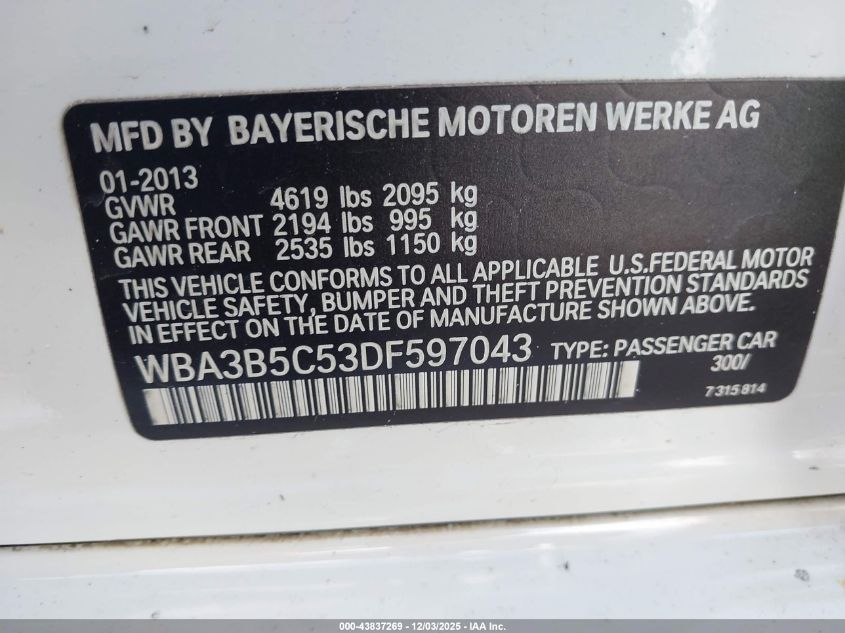 MFD BY BAYERISCHE MOTOREN WERKE AG
01-2013
GVWR 4619 lbs 2095 kg
GAWR FRONT 2194 lbs 995 kg
GAWR REAR 2535 lbs 1150 kg
THIS VEHICLE CONFORMS TO ALL APPLICABLE U.S.FEDERAL MOTOR
VEHICLE SAFETY, BUMPER AND THEFT PREVENTION STANDARDS
IN EFFECT ON THE DATE OF MANUFACTURE SHOWN ABOVE.
WBA3B5C53DF597043 TYPE: PASSENGER CAR
300/
7315814
000-43837269 - 12/03/2025 - IAA Inc.